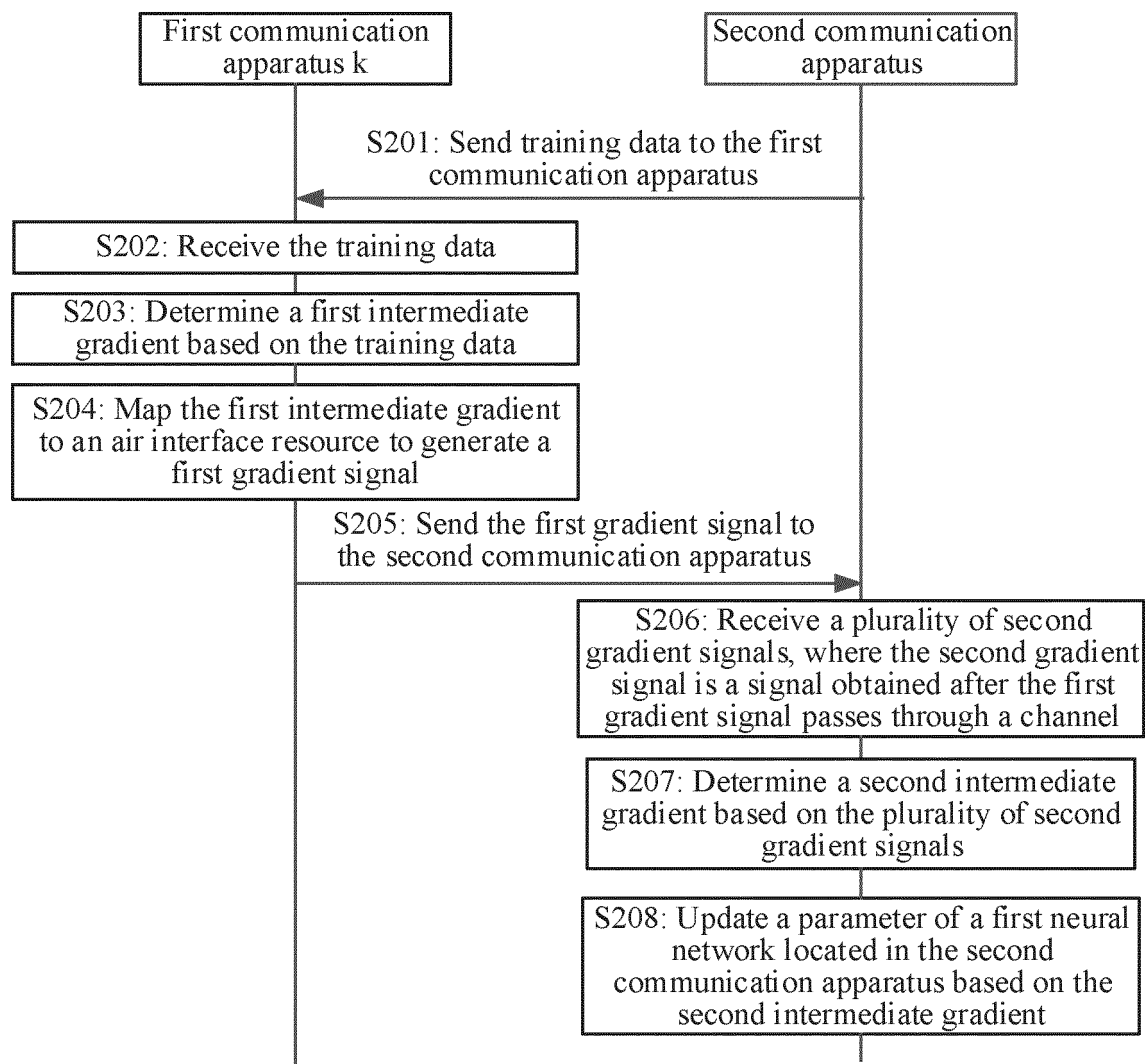 First communication
apparatus k
Second communication
apparatus
S201: Send training data to the first
communication apparatus
S202: Receive the training data
S203: Determine a first intermediate
gradient based on the training data
S204: Map the first intermediate gradient
to an air interface resource to generate a
first gradient signal
S205: Send the first gradient signal to
the second communication apparatus
S206: Receive a plurality of second
gradient signals, where the second gradient
signal is a signal obtained after the first
gradient signal passes through a channel
S207: Determine a second intermediate
gradient based on the plurality of second
gradient signals
S208: Update a parameter of a first neural
network located in the second
communication apparatus based on the
second intermediate gradient